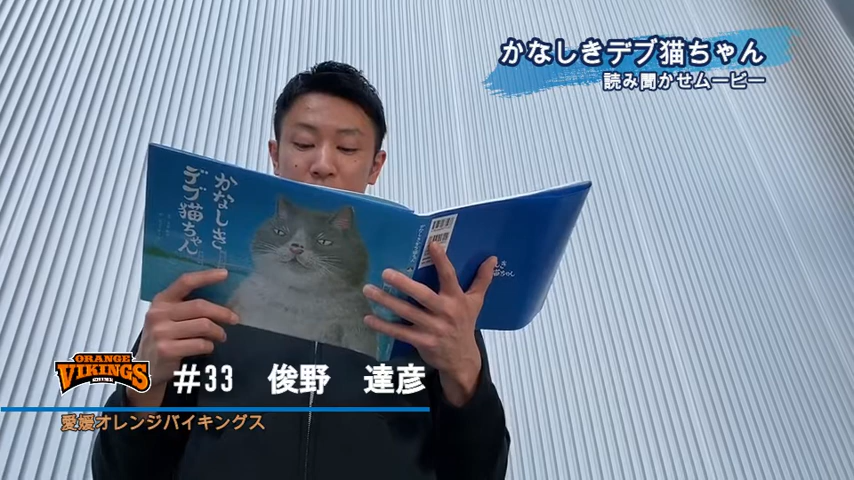 かなしきデブ猫ちゃん
読み聞かせムービー
かなしき
デブ猫ちゃん
ORANGE
VIKINGS
EHIME
#33 俊野 達彦
愛媛オレンジバイキングス